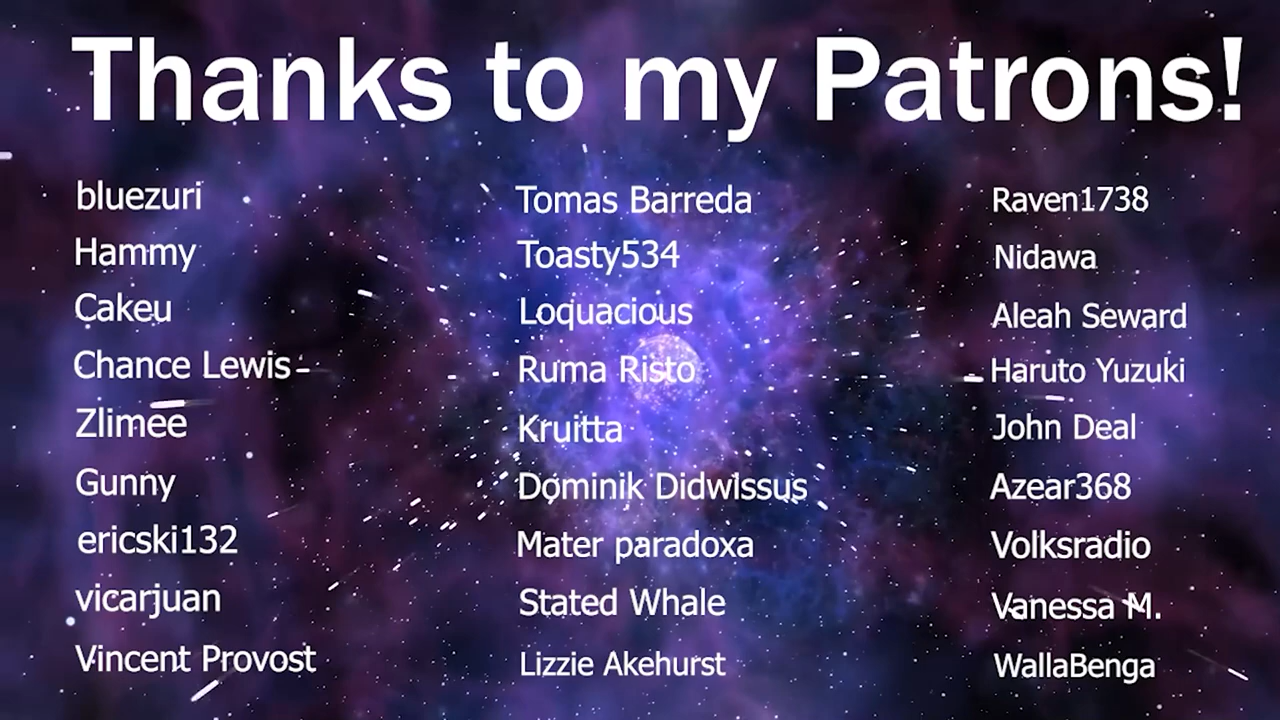 Thanks to my Patrons!
bluezuri
Hammy
Cakeu
Chance Lewis
Zlimee
Gunny
ericski132
vicarjuan
Vincent Provost
Tomas Barreda
Toasty534
Loquacious
Ruma Risto
Kruitta
Dominik Didwissus
Mater paradoxa
Stated Whale
Lizzie Akehurst
Raven1738
Nidawa
Aleah Seward
Haruto Yuzuki
John Deal
Azear368
Volksradio
Vanessa M.
WallaBenga